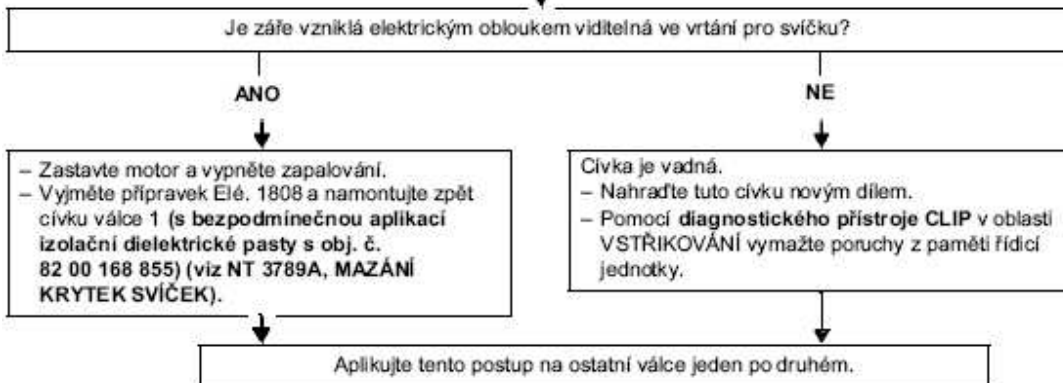 Je záře vzniklá elektrickým obloukem viditelná ve vrtání pro svíčku?
ANO
NE
– Zastavte motor a vypněte zapalování.
– Vyjměte přípravek Elé. 1808 a namontujte zpět
cívku válce 1 (s bezpodmínečnou aplikací
izolační dielektrické pasty s obj. č.
82 00 168 855) (viz NT 3789A, MAZÁNÍ
KRYTEK SVÍČEK).
Cívka je vadná.
– Nahraďte tuto cívku novým dílem.
– Pomocí diagnostického přístroje CLIP v oblasti
VSTŘIKOVÁNÍ vymažte poruchy z paměti řídicí
jednotky.
Aplikujte tento postup na ostatní válce jeden po druhém.